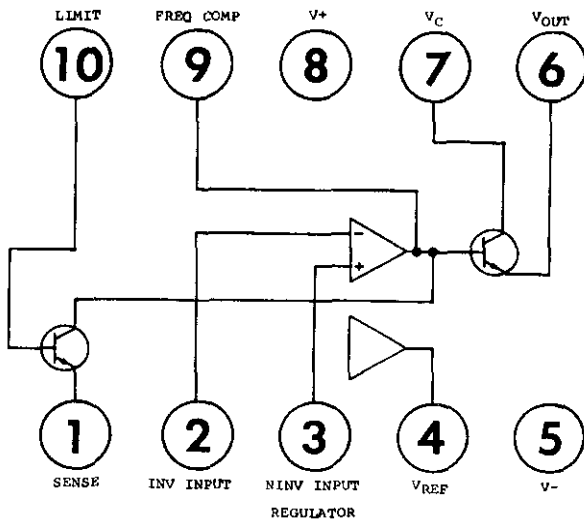 LIMIT FREQ COMP V+ VC VOUT
10 9 8 7 6
-
+
1 2 3 4 5
SENSE INV INPUT NINV INPUT VREF V-
REGULATOR